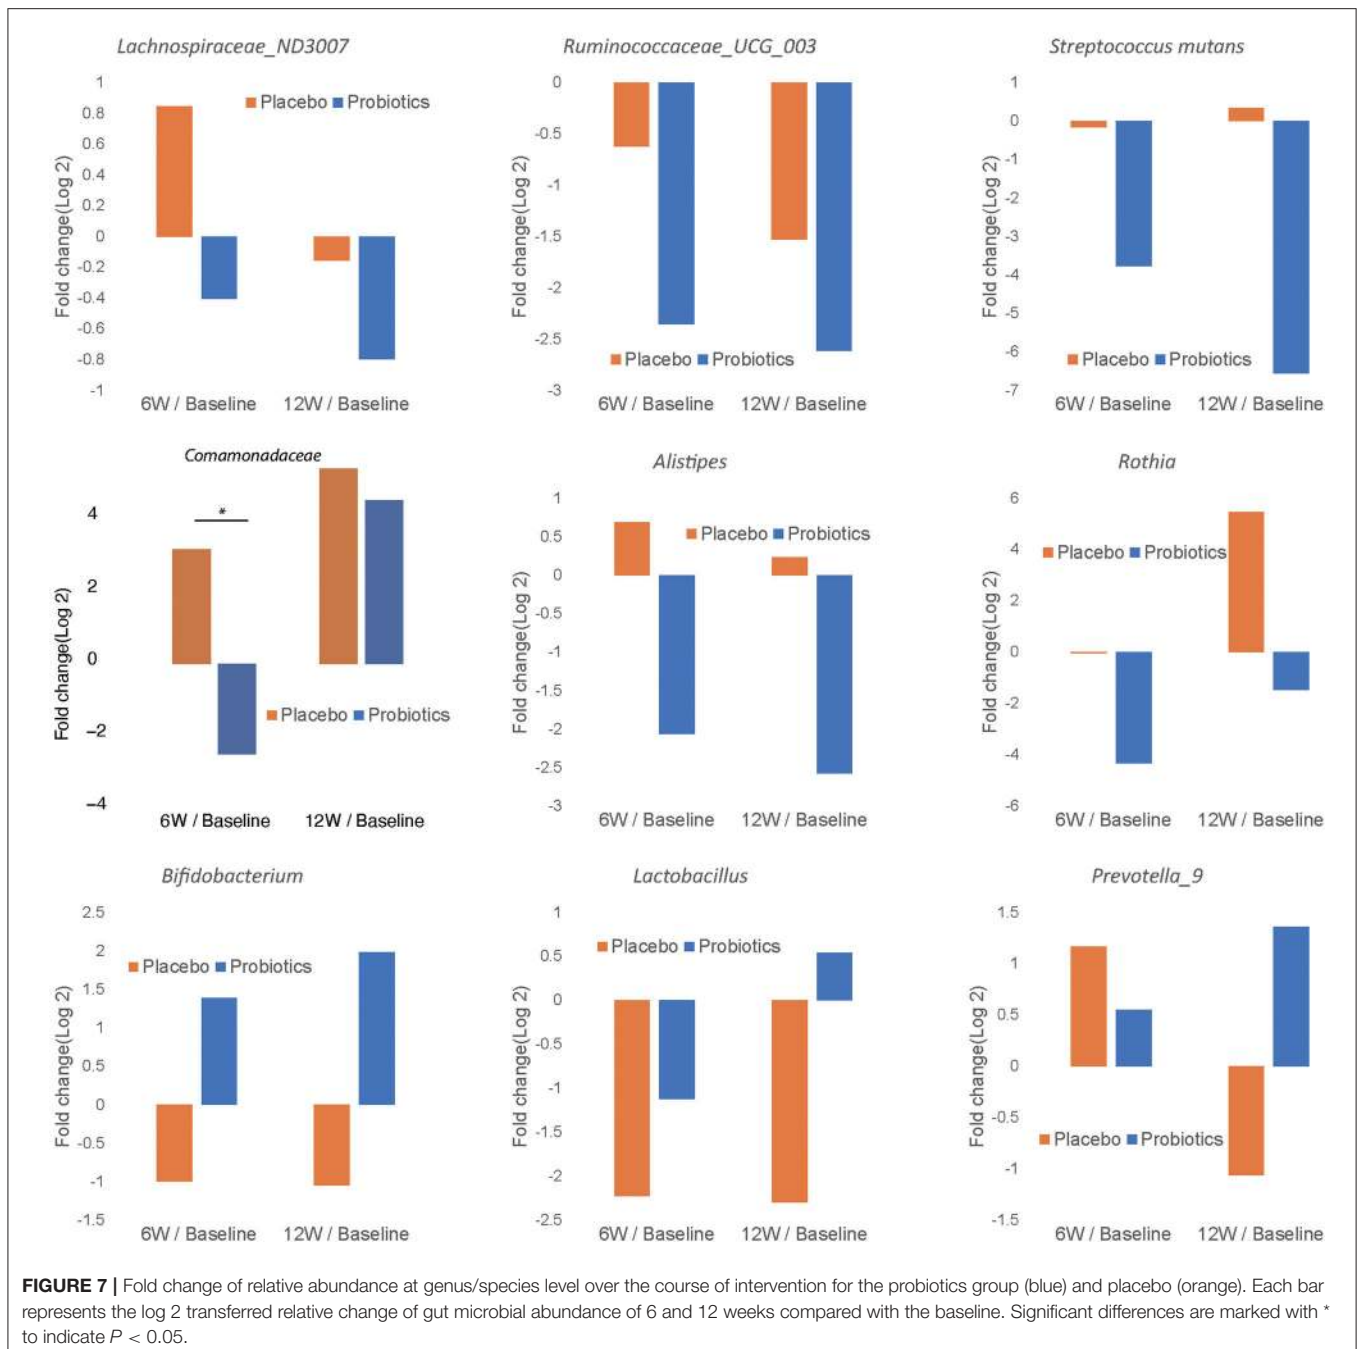 Lachnospiraceae_ND3007
1
0.8
0.6
0.4
0.2
0
-0.2
-0.4
-0.6
-0.8
-1
Fold change(Log 2)
Placebo Probiotics
6W / Baseline 12W / Baseline
Ruminococcaceae_UCG_003
0
-0.5
-1
-1.5
-2
-2.5
-3
Fold change(Log 2)
Placebo Probiotics
6W / Baseline 12W / Baseline
Streptococcus mutans
1
0
-1
-2
-3
-4
-5
-6
-7
Fold change(Log 2)
Placebo Probiotics
6W / Baseline 12W / Baseline
Comamonadaceae
4
2
0
−2
−4
Fold change(Log 2)
*
Placebo Probiotics
6W / Baseline 12W / Baseline
Alistipes
1
0.5
0
-0.5
-1
-1.5
-2
-2.5
-3
Fold change(Log 2)
Placebo Probiotics
6W / Baseline 12W / Baseline
Rothia
6
4
2
0
-2
-4
-6
Fold change(Log 2)
Placebo Probiotics
6W / Baseline 12W / Baseline
Bifidobacterium
2.5
2
1.5
1
0.5
0
-0.5
-1
-1.5
Fold change(Log 2)
Placebo Probiotics
6W / Baseline 12W / Baseline
Lactobacillus
1
0.5
0
-0.5
-1
-1.5
-2
-2.5
Fold change(Log 2)
Placebo Probiotics
6W / Baseline 12W / Baseline
Prevotella_9
1.5
1
0.5
0
-0.5
-1
-1.5
Fold change(Log 2)
Placebo Probiotics
6W / Baseline 12W / Baseline
FIGURE 7 | Fold change of relative abundance at genus/species level over the course of intervention for the probiotics group (blue) and placebo (orange). Each bar
represents the log 2 transferred relative change of gut microbial abundance of 6 and 12 weeks compared with the baseline. Significant differences are marked with *
to indicate P < 0.05.